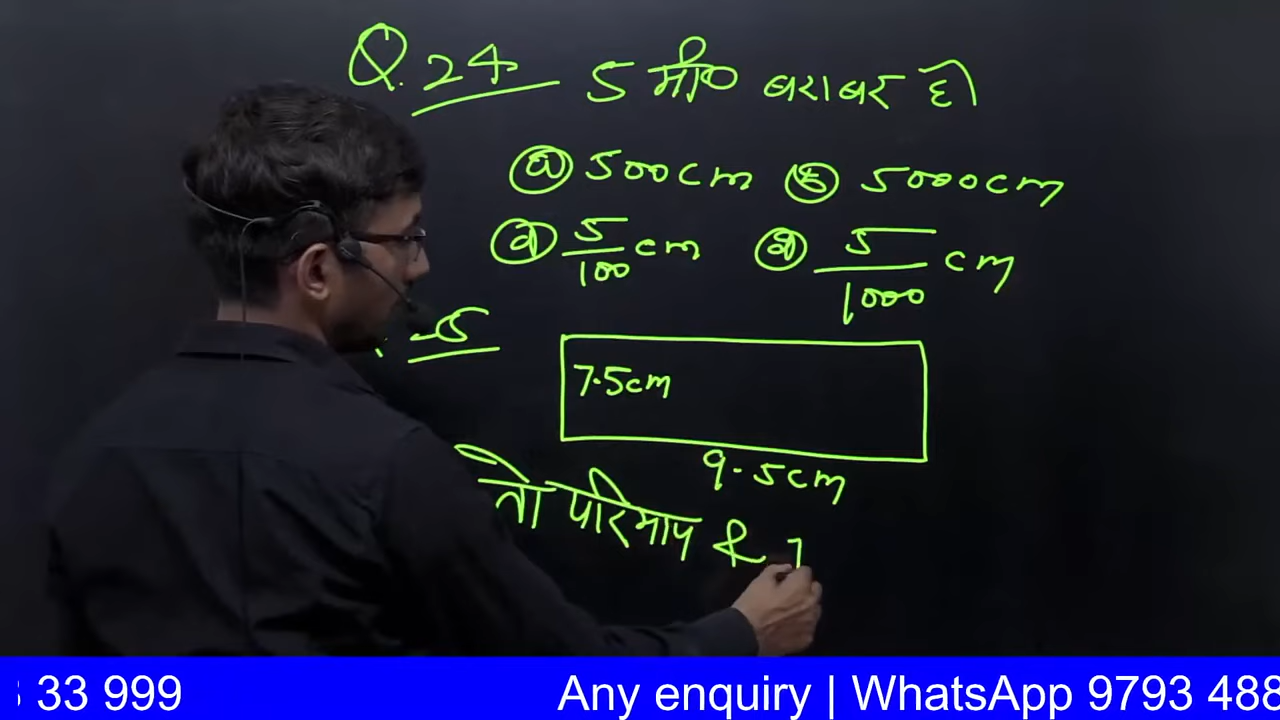 Q. 24 5 मी० बराबर है।
अ 500cm ब 5000cm
स 5/100 cm द 5/1000 cm
7.5cm
9.5cm
तो परिमाप &
33 999 Any enquiry | WhatsApp 9793 488